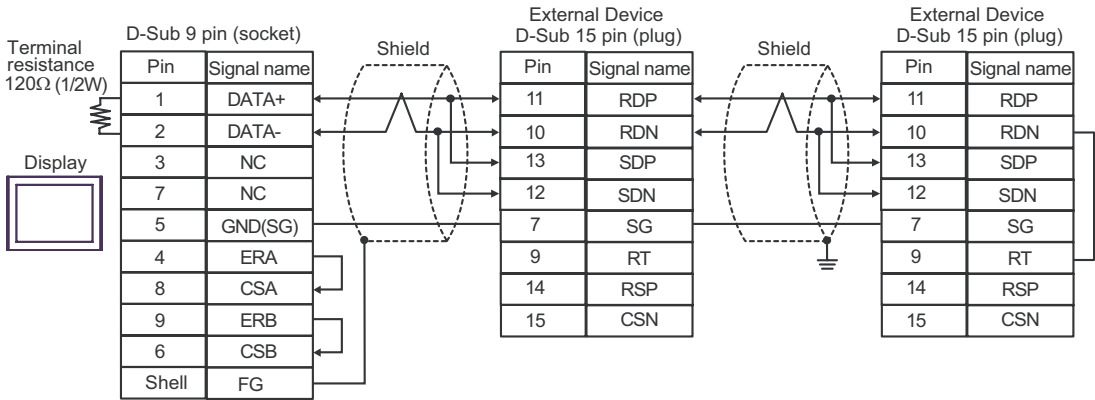 Terminal
resistance
120Ω (1/2W)
Display
D-Sub 9 pin (socket)
Pin Signal name
1 DATA+
2 DATA-
3 NC
7 NC
5 GND(SG)
4 ERA
8 CSA
9 ERB
6 CSB
Shell FG
Shield
External Device
D-Sub 15 pin (plug)
Pin Signal name
11 RDP
10 RDN
13 SDP
12 SDN
7 SG
9 RT
14 RSP
15 CSN
Shield
External Device
D-Sub 15 pin (plug)
Pin Signal name
11 RDP
10 RDN
13 SDP
12 SDN
7 SG
9 RT
14 RSP
15 CSN